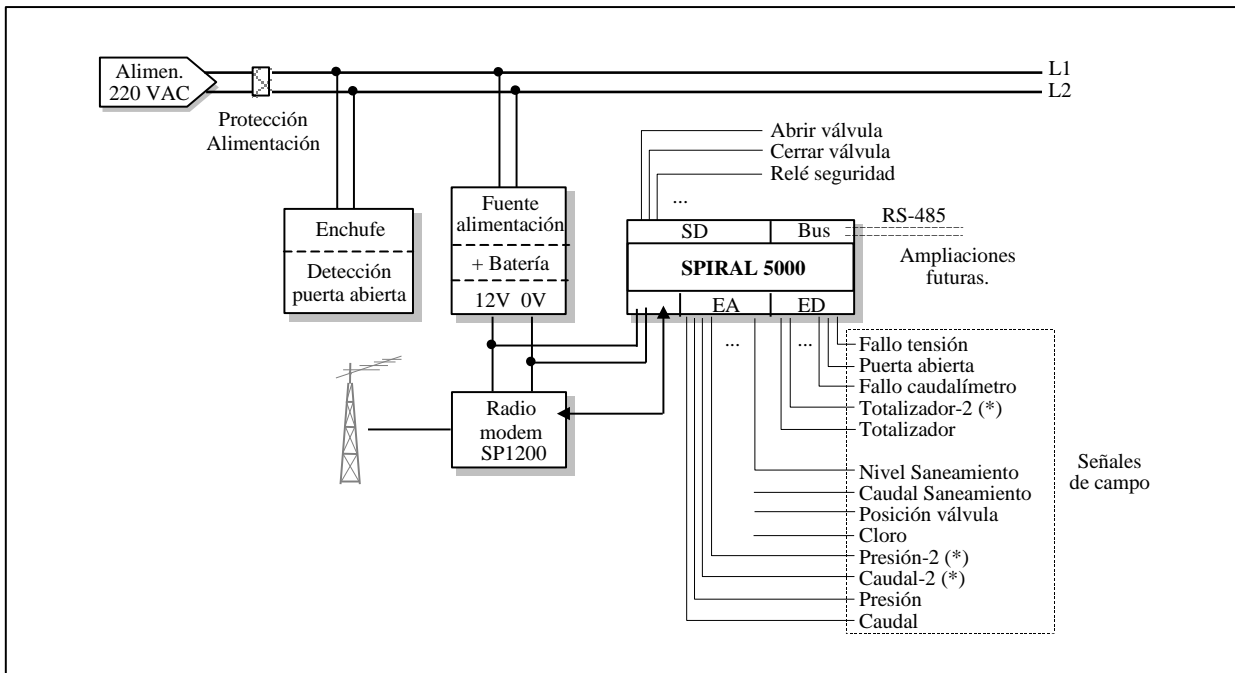 Alimen.
220 VAC
L1
L2
Protección
Alimentación
Abrir válvula
Cerrar válvula
Relé seguridad
...
Enchufe
Detección
puerta abierta
Fuente
alimentación
+ Batería
12V 0V
SD
Bus
RS-485
SPIRAL 5000
Ampliaciones
futuras.
EA
ED
...
...
Radio
modem
SP1200
Fallo tensión
Puerta abierta
Fallo caudalímetro
Totalizador-2 (*)
Totalizador
Nivel Saneamiento
Caudal Saneamiento
Posición válvula
Cloro
Presión-2 (*)
Caudal-2 (*)
Presión
Caudal
Señales
de campo